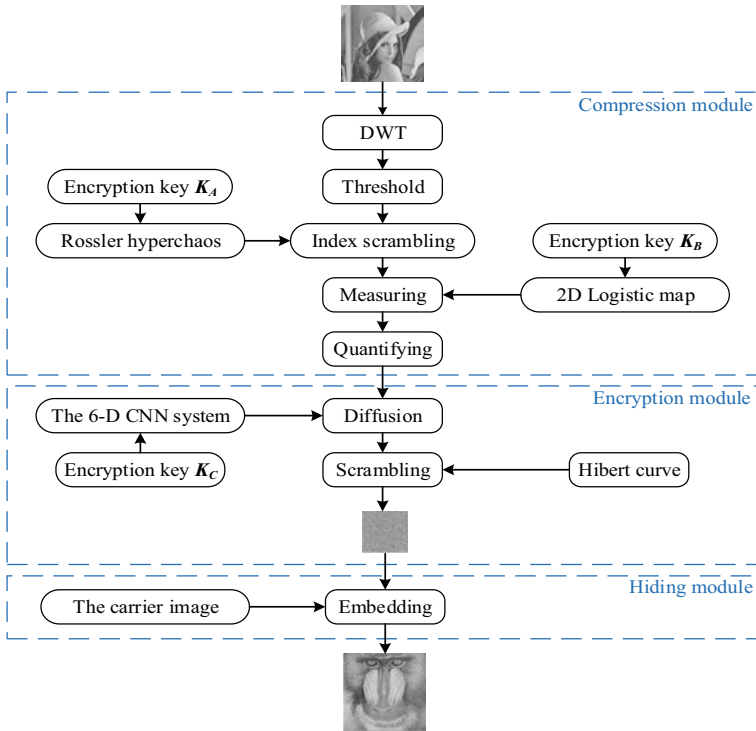 Compression module
DWT
Encryption key K_A
Threshold
Rossler hyperchaos
Index scrambling
Encryption key K_B
Measuring
2D Logistic map
Quantifying
Encryption module
The 6-D CNN system
Diffusion
Encryption key K_C
Scrambling
Hibert curve
Hiding module
The carrier image
Embedding